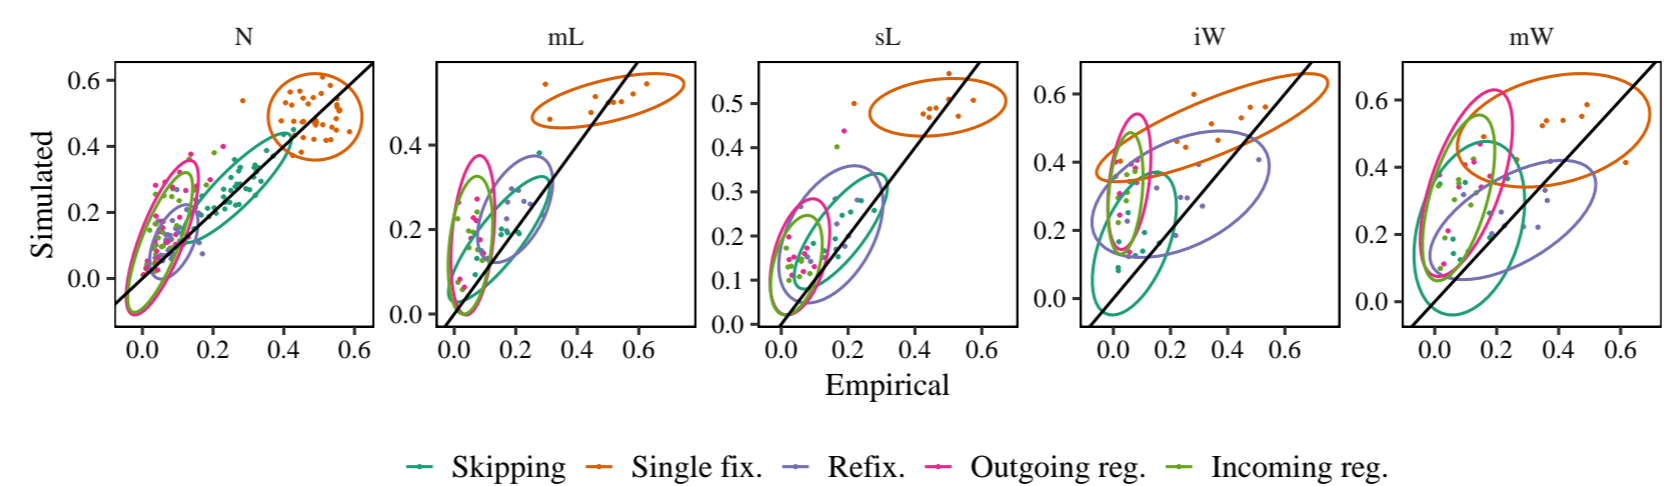 N mL sL iW mW
0.6 0.4 0.2 0.0
0.4 0.2 0.0
0.5 0.4 0.3 0.2 0.1 0.0
0.6 0.4 0.2 0.0
0.6 0.4 0.2 0.0
Simulated
0.0 0.2 0.4 0.6 0.0 0.2 0.4 0.6 0.0 0.2 0.4 0.6 0.0 0.2 0.4 0.6 0.0 0.2 0.4 0.6
Empirical
Skipping Single fix. Refix. Outgoing reg. Incoming reg.